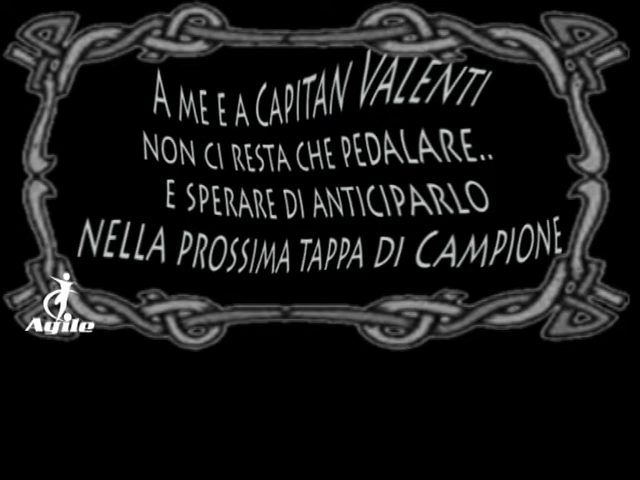 A ME E A CAPITAN VALENTI
NON CI RESTA CHE PEDALARE..
E SPERARE DI ANTICIPARLO
NELLA PROSSIMA TAPPA DI CAMPIONE
Agile